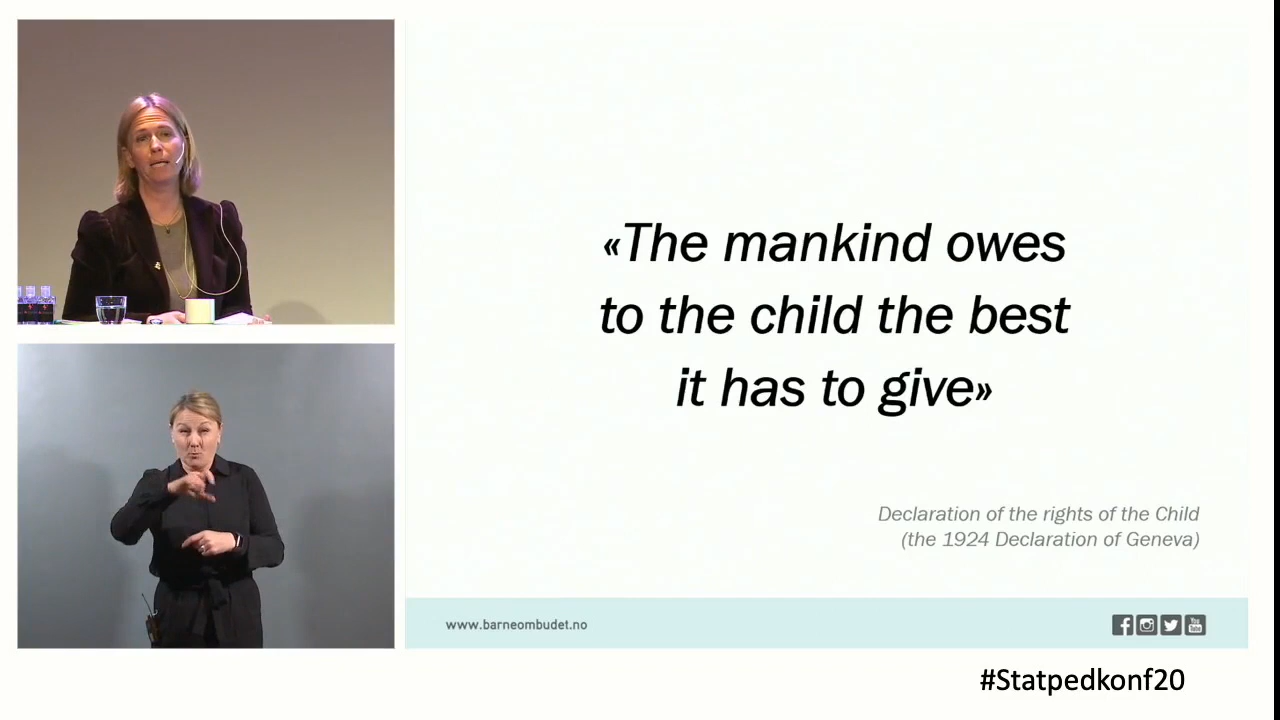 «The mankind owes
to the child the best
it has to give»
Declaration of the rights of the Child
(the 1924 Declaration of Geneva)
www.barneombudet.no
#Statpedkonf20